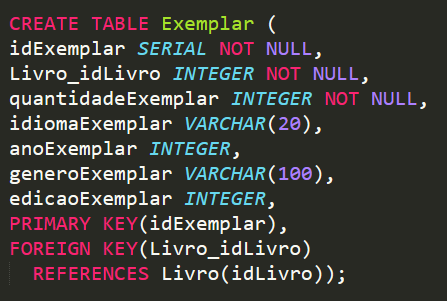 CREATE TABLE Exemplar (
idExemplar SERIAL NOT NULL,
Livro_idLivro INTEGER NOT NULL,
quantidadeExemplar INTEGER NOT NULL,
idiomaExemplar VARCHAR(20),
anoExemplar INTEGER,
generoExemplar VARCHAR(100),
edicaoExemplar INTEGER,
PRIMARY KEY(idExemplar),
FOREIGN KEY(Livro_idLivro)
  REFERENCES Livro(idLivro));